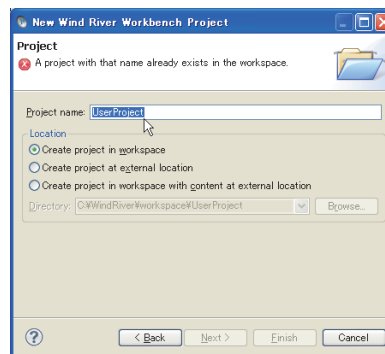 New Wind River Workbench Project
Project
A project with that name already exists in the workspace.
Project name: UserProject
Location
Create project in workspace
Create project at external location
Create project in workspace with content at external location
Directory: C:¥WindRiver¥workspace¥UserProject Browse...
? < Back Next > Finish Cancel